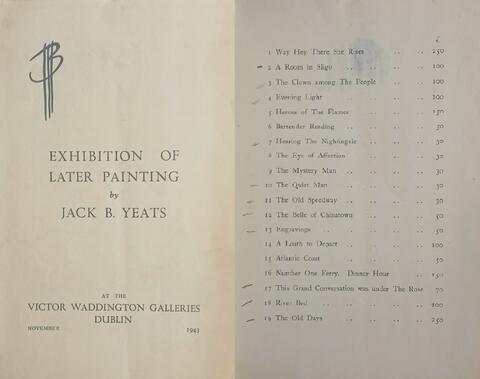 JB
EXHIBITION OF
LATER PAINTING
by
JACK B. YEATS
AT THE
VICTOR WADDINGTON GALLERIES
DUBLIN
NOVEMBER 1943
£
1 Way Hey There She Rises .. .. 250
2 A Room in Sligo .. .. .. 100
3 The Clown among The People .. .. 100
4 Evening Light .. .. .. 100
5 Heroes of The Flames .. .. .. 150
6 Bartender Reading .. .. .. 30
7 Hearing The Nightingale .. .. 30
8 The Eye of Affection .. .. .. 30
9 The Mystery Man .. .. .. 30
10 The Quiet Man .. .. .. 30
11 The Old Speedway .. .. .. 30
12 The Belle of Chinatown .. .. 50
13 Engravings .. .. .. .. 50
14 A Loath to Depart .. .. .. 100
15 Atlantic Coast .. .. .. 50
16 Number One Ferry. Dinner Hour .. 150
17 This Grand Conversation was under The Rose 70
18 River Bed .. .. .. .. 100
19 The Old Days .. .. .. 250